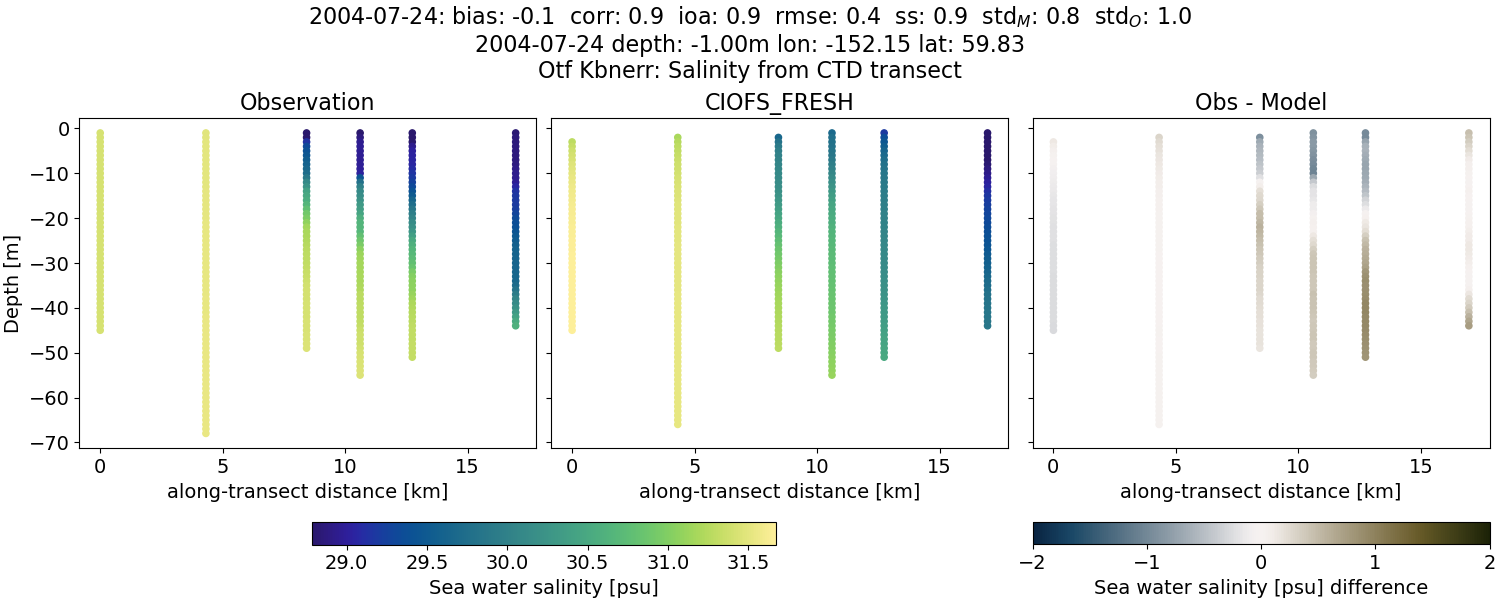 2004-07-24: bias: -0.1 corr: 0.9 ioa: 0.9 rmse: 0.4 ss: 0.9 std_M: 0.8 std_O: 1.0
2004-07-24 depth: -1.00m lon: -152.15 lat: 59.83
Otf Kbnerr: Salinity from CTD transect
Observation CIOFS_FRESH Obs - Model
0
−10
−20
−30
−40
−50
−60
−70
Depth [m]
0 5 10 15 0 5 10 15 0 5 10 15
along-transect distance [km] along-transect distance [km] along-transect distance [km]
29.0 29.5 30.0 30.5 31.0 31.5 −2 −1 0 1 2
Sea water salinity [psu] Sea water salinity [psu] difference